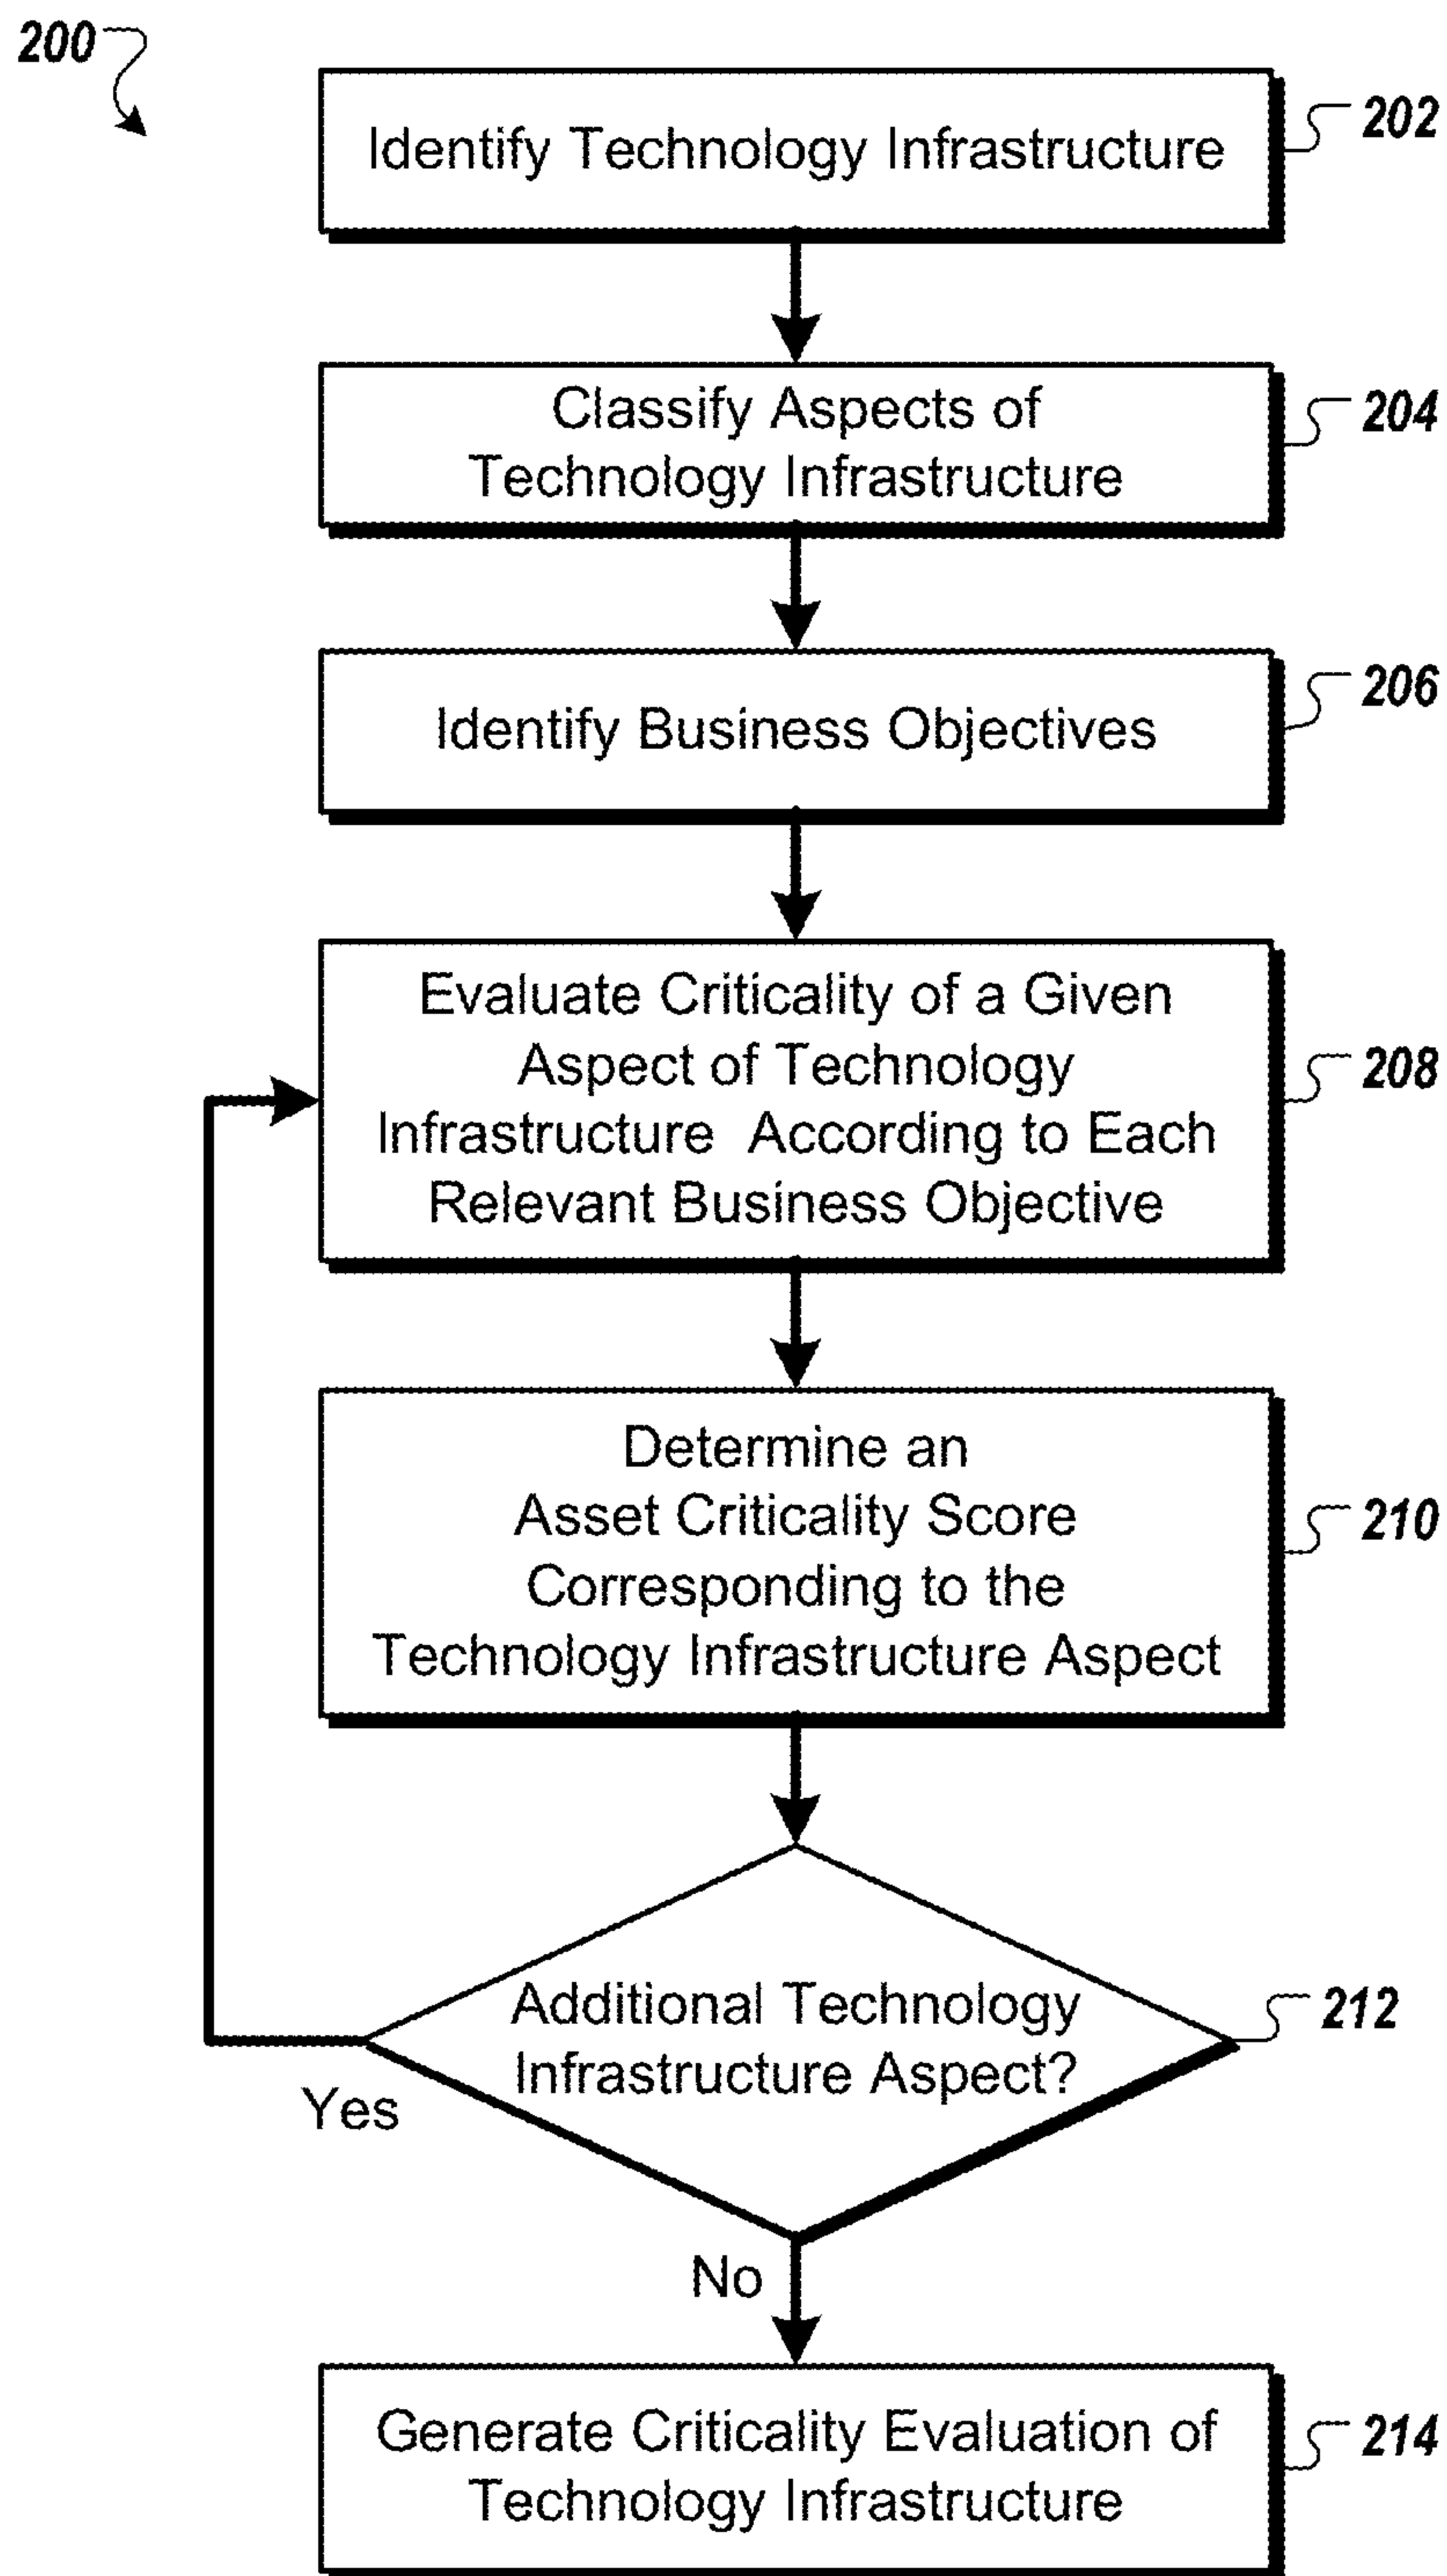 200
Identify Technology Infrastructure
202
Classify Aspects of
Technology Infrastructure
204
Identify Business Objectives
206
Evaluate Criticality of a Given
Aspect of Technology
Infrastructure According to Each
Relevant Business Objective
208
Determine an
Asset Criticality Score
Corresponding to the
Technology Infrastructure Aspect
210
Additional Technology
Infrastructure Aspect?
212
Yes
No
Generate Criticality Evaluation of
Technology Infrastructure
214